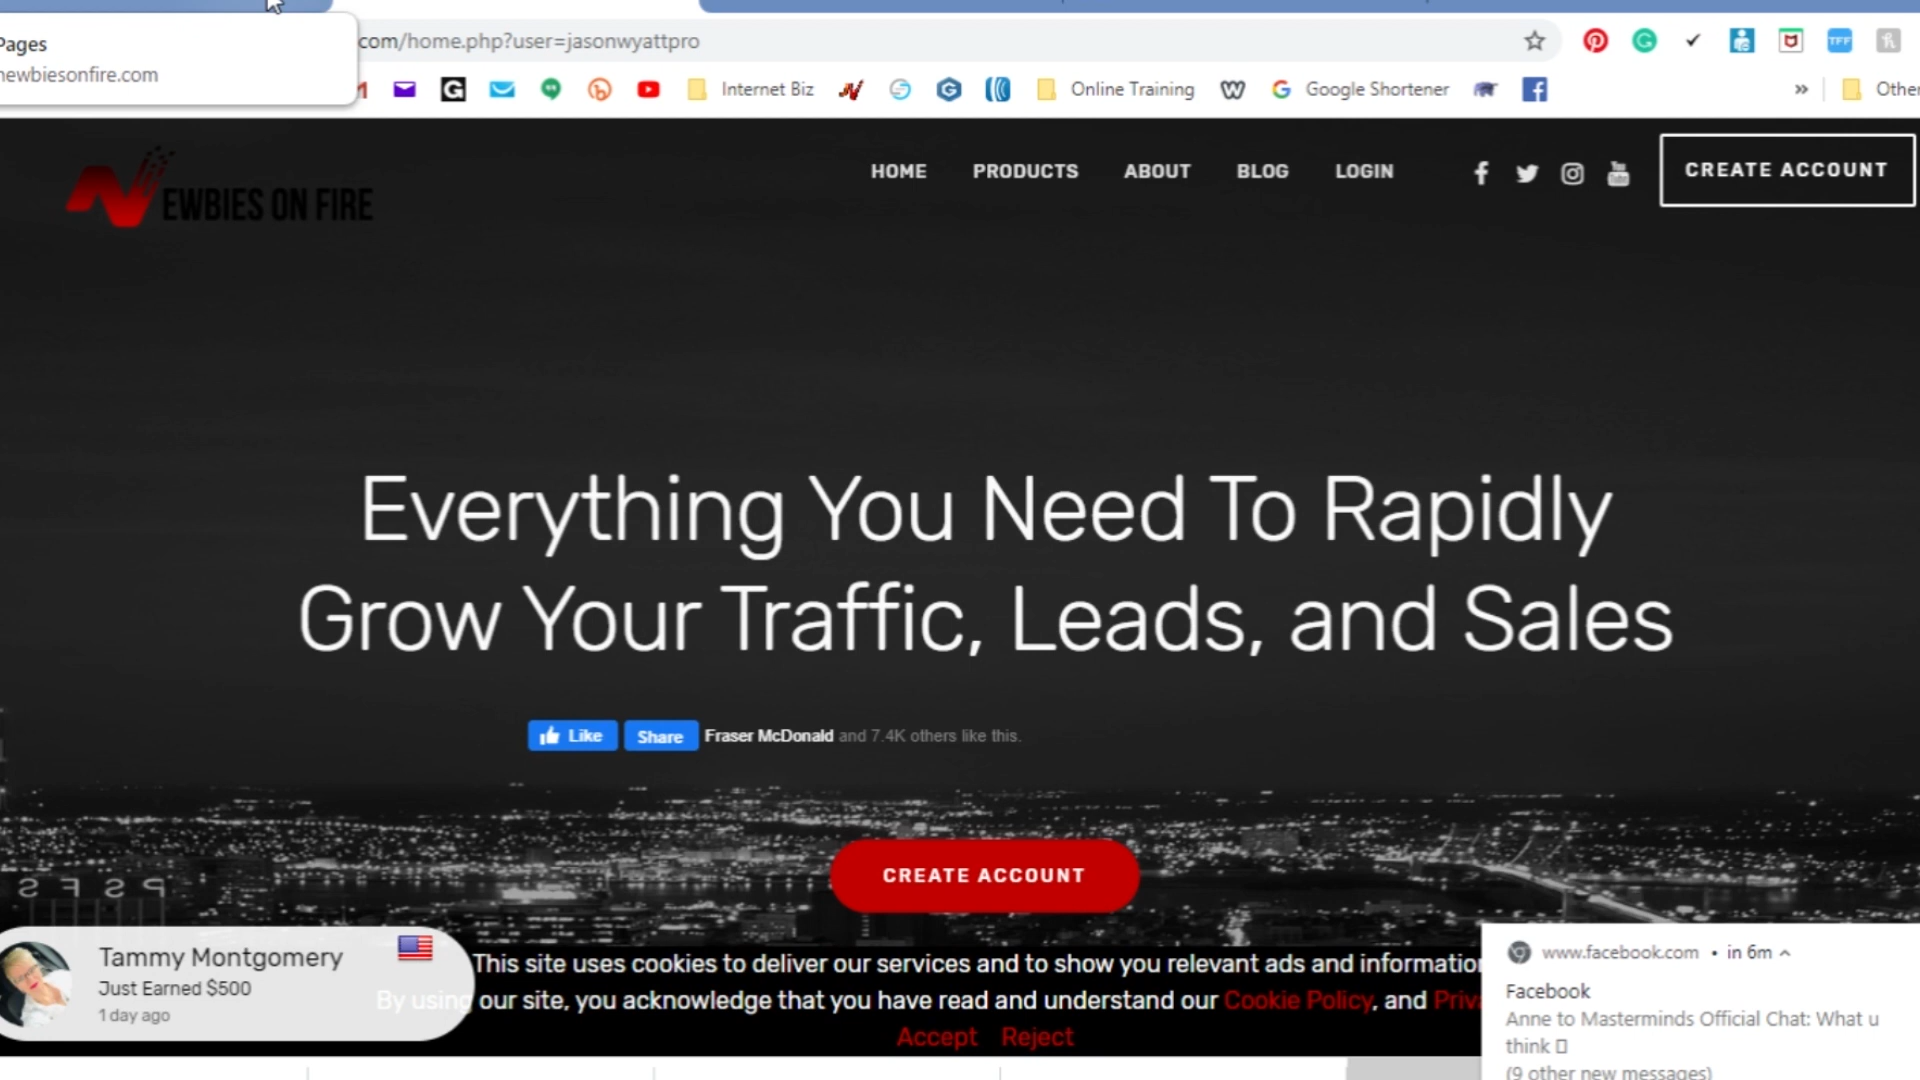 Pages
newbiesonfire.com
com/home.php?user=jasonwyattpro
Internet Biz
Online Training
Google Shortener
Other
EWBIES ON FIRE
HOME
PRODUCTS
ABOUT
BLOG
LOGIN
CREATE ACCOUNT
Everything You Need To Rapidly
Grow Your Traffic, Leads, and Sales
Like
Share
Fraser McDonald and 7.4K others like this.
CREATE ACCOUNT
PSFS
Tammy Montgomery
Just Earned $500
1 day ago
This site uses cookies to deliver our services and to show you relevant ads and information
By using our site, you acknowledge that you have read and understand our Cookie Policy, and Priv
Accept Reject
www.facebook.com • in 6m
Facebook
Anne to Masterminds Official Chat: What u
think
(9 other new messages)